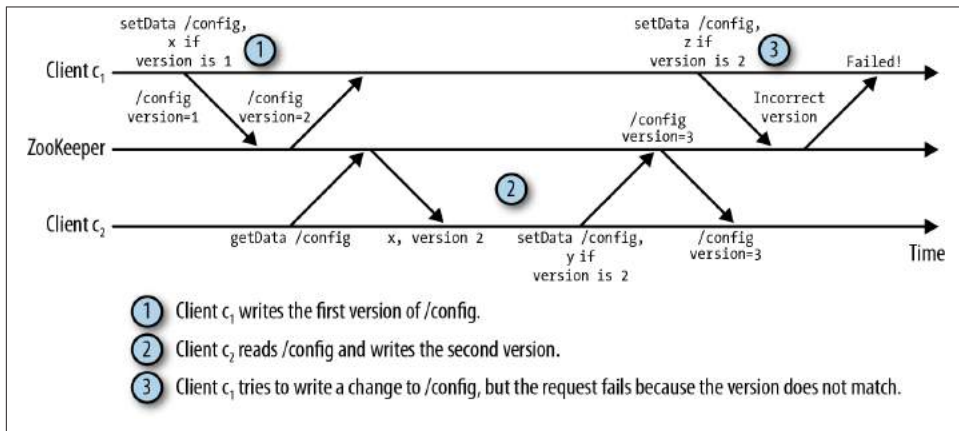 setData /config,
x if
version is 1
1
setData /config,
z if
version is 2
3
Failed!
Client c₁
/config
version=1
/config
version=2
/config
version=3
Incorrect
version
ZooKeeper
2
Client c₂
getData /config
x, version 2
setData /config,
y if
version is 2
/config
version=3
Time
1 Client c₁ writes the first version of /config.
2 Client c₂ reads /config and writes the second version.
3 Client c₁ tries to write a change to /config, but the request fails because the version does not match.